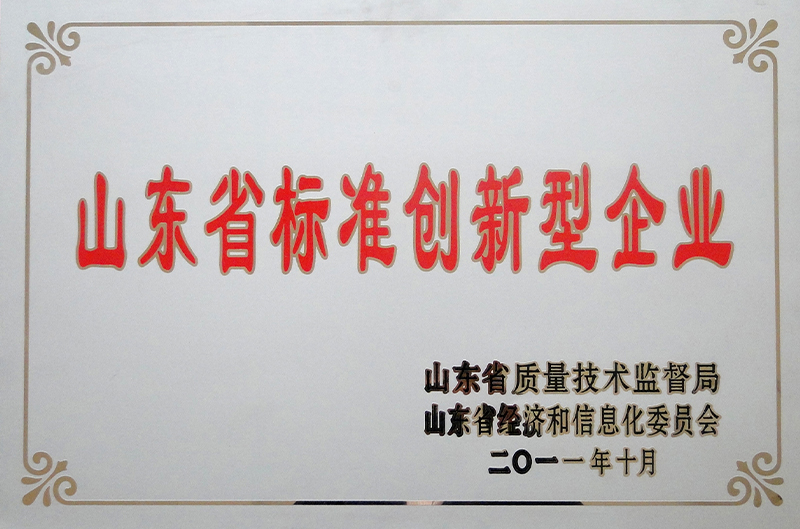 山东省标准创新型企业
山东省质量技术监督局
山东省经济和信息化委员会
二〇一一年十月